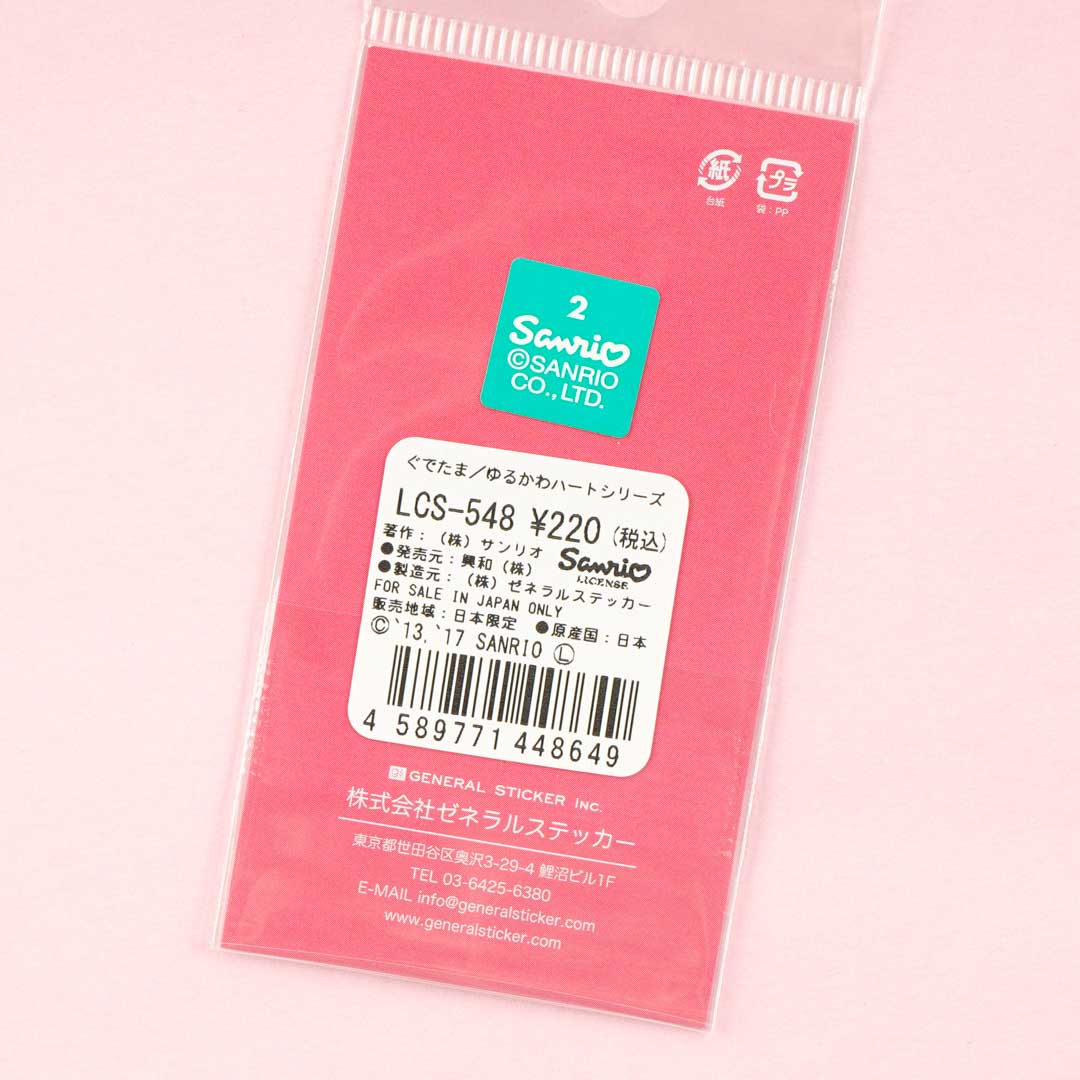 紙
プラ
台紙
袋:PP
2
Sanrio
©SANRIO
CO.,LTD.
ぐでたま/ゆるかわハートシリーズ
LCS-548 ¥220(税込)
著作:(株)サンリオ
●発売元:興和(株)
Sanrio
LICENSE
●製造元:(株)ゼネラルステッカー
FOR SALE IN JAPAN ONLY
販売地域:日本限定 ●原産国:日本
©'13,'17 SANRIO Ⓛ
4 589771 448649
GS GENERAL STICKER INC.
株式会社ゼネラルステッカー
東京都世田谷区奥沢3-29-4 鯉沼ビル1F
TEL 03-6425-6380
E-MAIL info@generalsticker.com
www.generalsticker.com